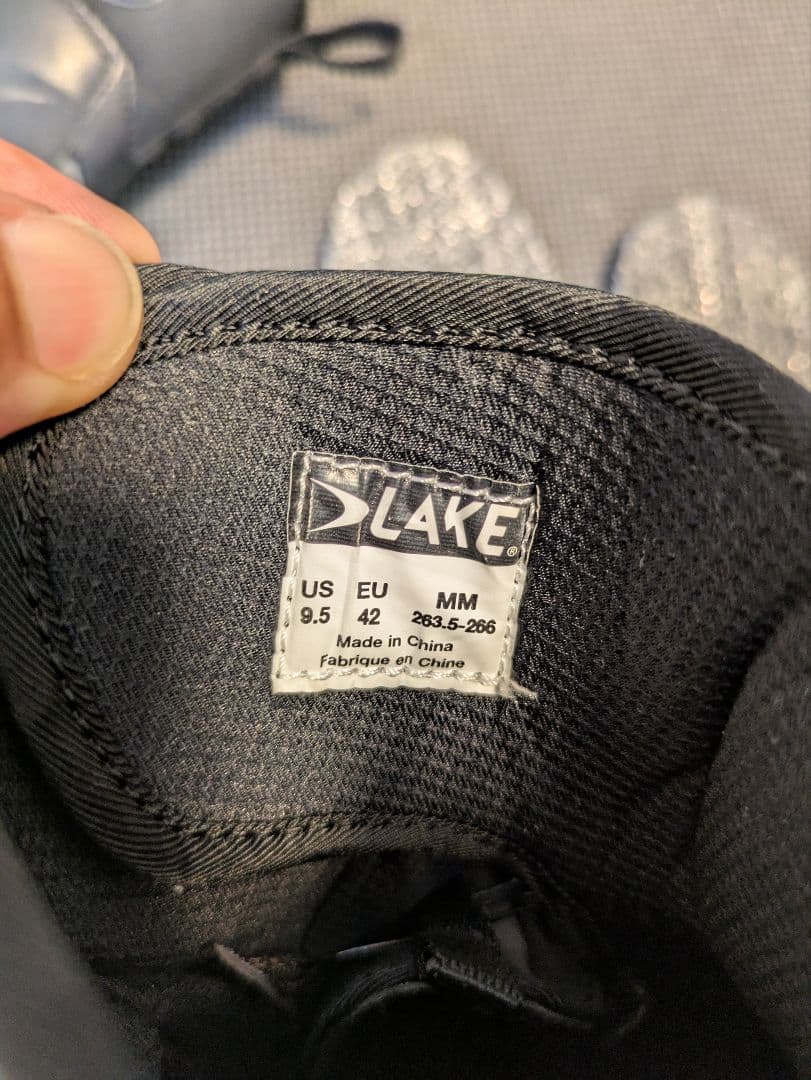 LAKE®
US EU MM
9.5 42 263.5-266
Made in China
Fabrique en Chine